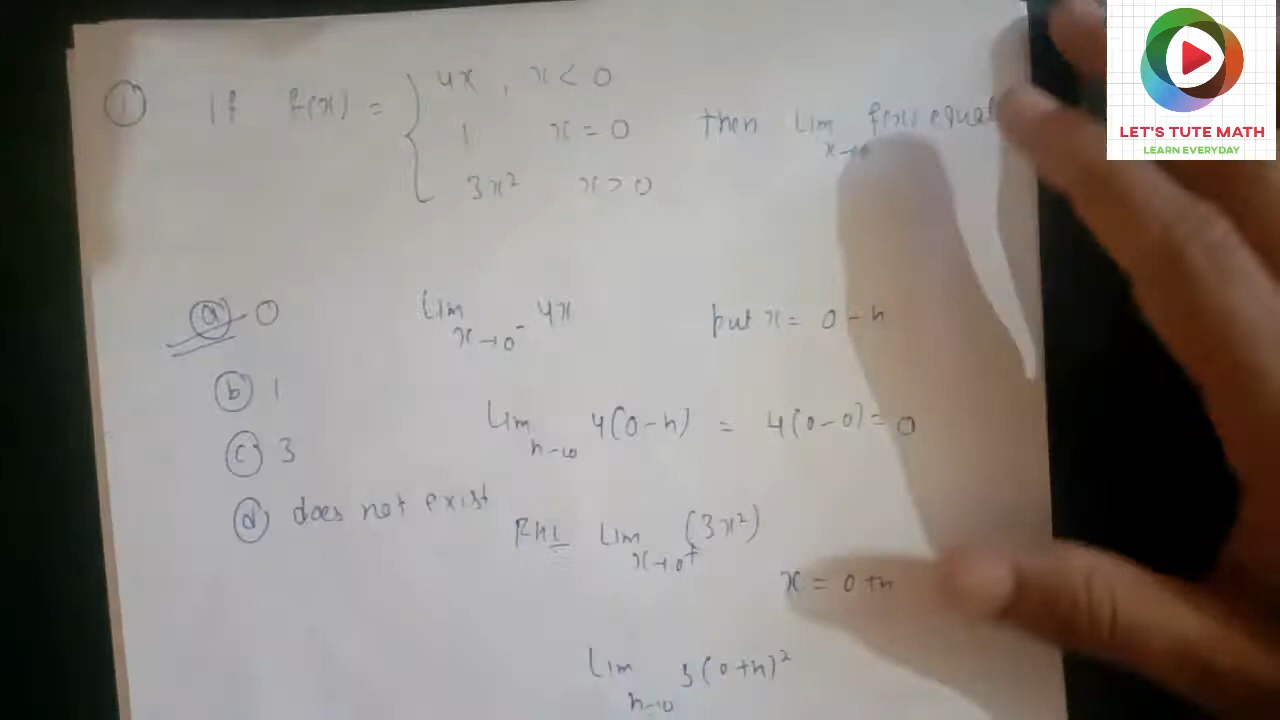 ① If f(x) = { 4x , x < 0
1 x = 0 then Lim x→0 f(x) equal
3x² x > 0
ⓐ 0 Lim x→0⁻ 4x put x = 0 - h
ⓑ 1
Lim h→0 4(0-h) = 4(0-0) = 0
ⓒ 3
ⓓ does not exist
RHL Lim x→0⁺ (3x²)
x = 0 + h
Lim h→0 3(0+h)²
LET'S TUTE MATH
LEARN EVERYDAY